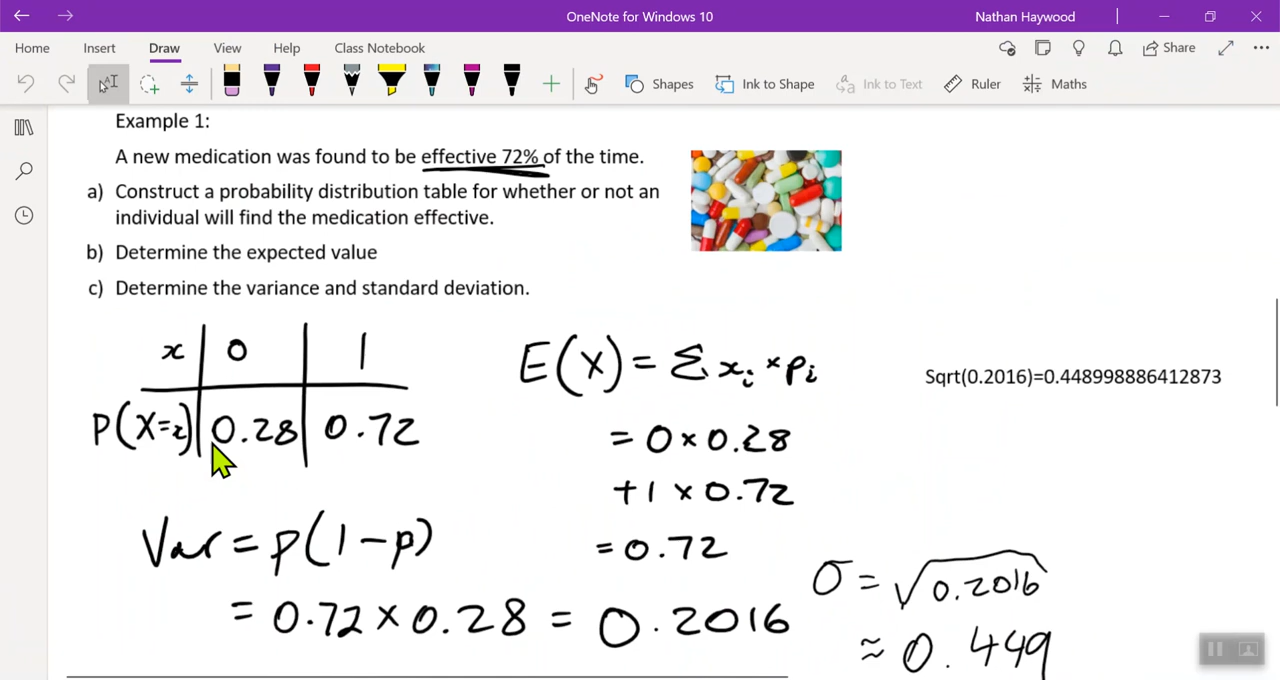 OneNote for Windows 10
Nathan Haywood
Home Insert Draw View Help Class Notebook Share
Shapes Ink to Shape Ink to Text Ruler Maths
Example 1:
A new medication was found to be effective 72% of the time.
a) Construct a probability distribution table for whether or not an
individual will find the medication effective.
b) Determine the expected value
c) Determine the variance and standard deviation.
x 0 1
P(X=x) 0.28 0.72
E(X) = Σ xᵢ × pᵢ
= 0 × 0.28
+ 1 × 0.72
= 0.72
Sqrt(0.2016)=0.448998886412873
Var = p(1-p)
= 0.72 × 0.28 = 0.2016
σ = √0.2016
≈ 0.449